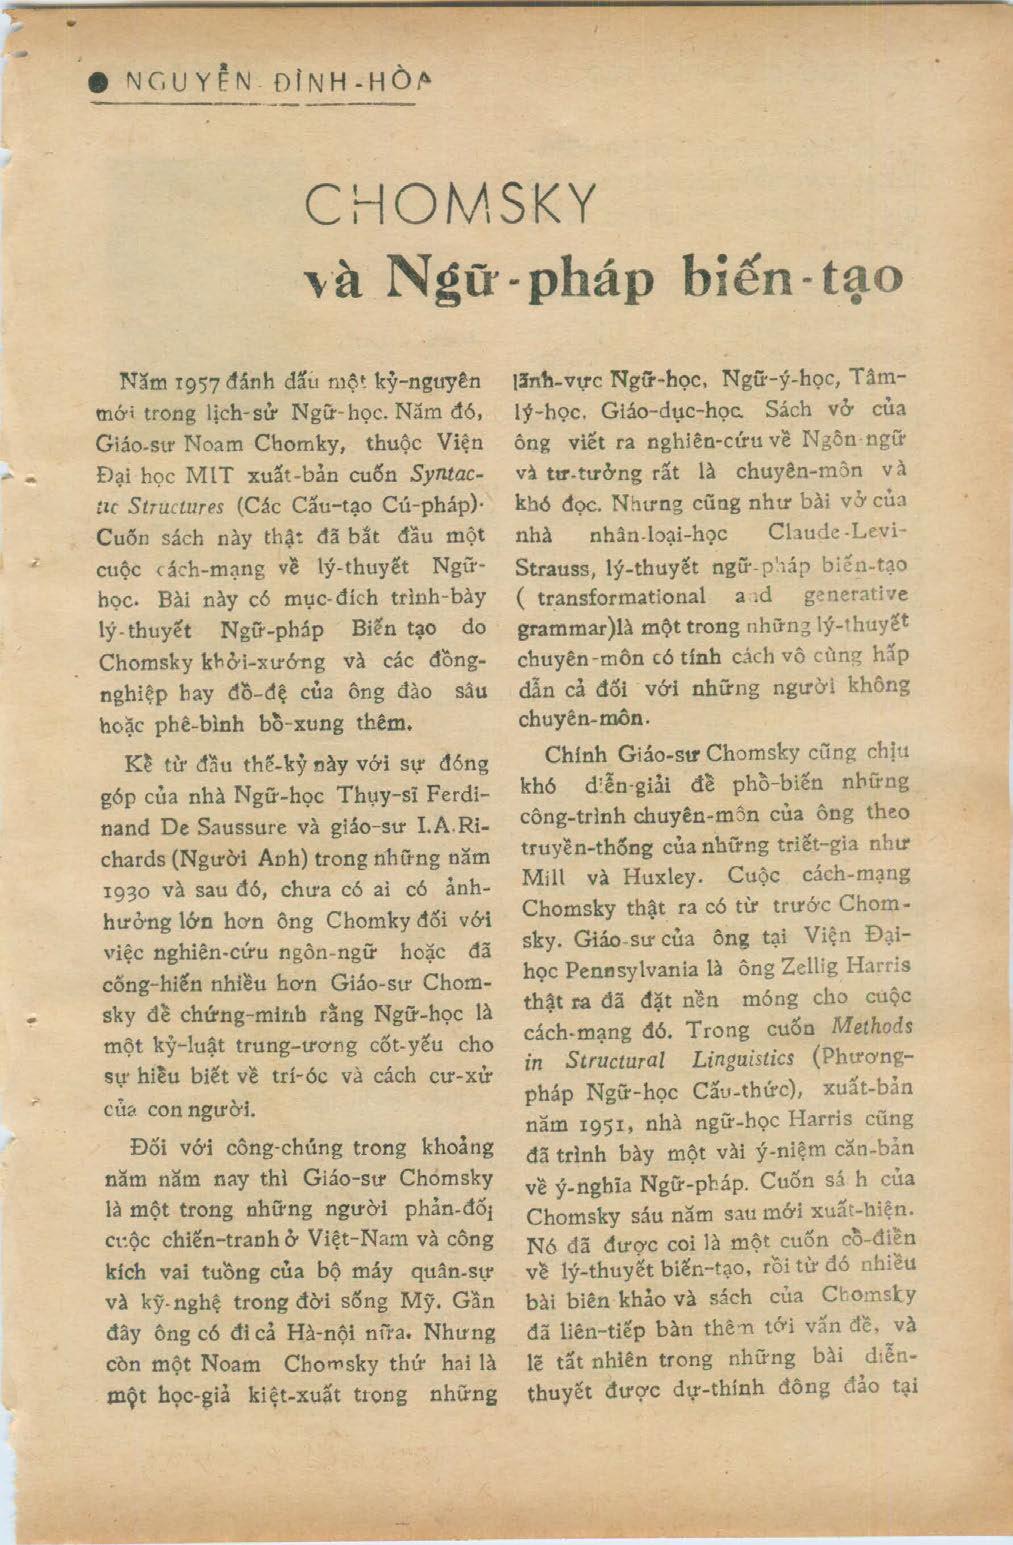 NGUYỄN-ĐÌNH-HÒA
CHOMSKY
và Ngữ-pháp biến-tạo
Năm 1957 đánh dấu một kỷ-nguyên
mới trong lịch-sử Ngữ-học. Năm đó,
Giáo-sư Noam Chomky, thuộc Viện
Đại học MIT xuất-bản cuốn Syntac-
tic Structures (Các Cấu-tạo Cú-pháp).
Cuốn sách này thật đã bắt đầu một
cuộc cách-mạng về lý-thuyết Ngữ-
học. Bài này có mục-đích trình-bày
lý-thuyết Ngữ-pháp Biến tạo do
Chomsky khởi-xướng và các đồng-
nghiệp hay đồ-đệ của ông đào sâu
hoặc phê-bình bồ-xung thêm.
Kể từ đầu thế-kỷ này với sự đóng
góp của nhà Ngữ-học Thụy-sĩ Ferdi-
nand De Saussure và giáo-sư I.A.Ri-
chards (Người Anh) trong những năm
1930 và sau đó, chưa có ai có ảnh-
hưởng lớn hơn ông Chomky đối với
việc nghiên-cứu ngôn-ngữ hoặc đã
cống-hiến nhiều hơn Giáo-sư Chom-
sky để chứng-minh rằng Ngữ-học là
một kỷ-luật trung-ương cốt-yếu cho
sự hiểu biết về trí-óc và cách cư-xử
của con người.
Đối với công-chúng trong khoảng
năm năm nay thì Giáo-sư Chomsky
là một trong những người phản-đối
cuộc chiến-tranh ở Việt-Nam và công
kích vai tuồng của bộ máy quân-sự
và kỹ-nghệ trong đời sống Mỹ. Gần
đây ông có đi cả Hà-nội nữa. Nhưng
còn một Noam Chomsky thứ hai là
một học-giả kiệt-xuất trong những
lãnh-vực Ngữ-học, Ngữ-ý-học, Tâm-
lý-học, Giáo-dục-học. Sách vở của
ông viết ra nghiên-cứu về Ngôn-ngữ
và tư-tưởng rất là chuyên-môn và
khó đọc. Nhưng cũng như bài vở của
nhà nhân-loại-học Claude-Levi-
Strauss, lý-thuyết ngữ-pháp biến-tạo
( transformational and generative
grammar)là một trong những lý-thuyết
chuyên-môn có tính cách vô cùng hấp
dẫn cả đối với những người không
chuyên-môn.
Chính Giáo-sư Chomsky cũng chịu
khó diễn-giải để phổ-biến những
công-trình chuyên-môn của ông theo
truyền-thống của những triết-gia như
Mill và Huxley. Cuộc cách-mạng
Chomsky thật ra có từ trước Chom-
sky. Giáo-sư của ông tại Viện Đại-
học Pennsylvania là ông Zellig Harris
thật ra đã đặt nền móng cho cuộc
cách-mạng đó. Trong cuốn Methods
in Structural Linguistics (Phương-
pháp Ngữ-học Cấu-thức), xuất-bản
năm 1951, nhà ngữ-học Harris cũng
đã trình bày một vài ý-niệm căn-bản
về ý-nghĩa Ngữ-pháp. Cuốn sá h của
Chomsky sáu năm sau mới xuất-hiện.
Nó đã được coi là một cuốn cổ-điển
về lý-thuyết biến-tạo, rồi từ đó nhiều
bài biên khảo và sách của Chomsky
đã liên-tiếp bàn thêm tới vấn đề, và
lẽ tất nhiên trong những bài diễn-
thuyết được dự-thính đông đảo tại